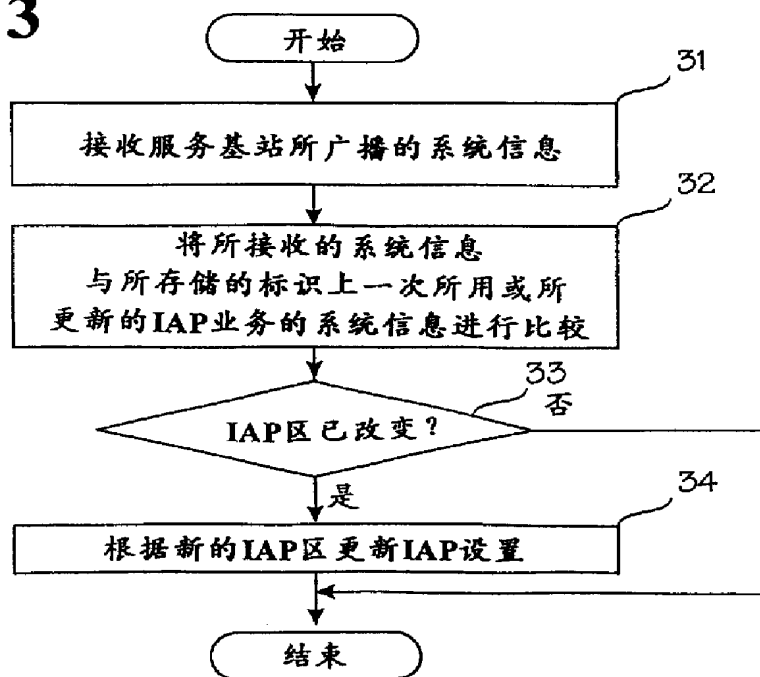 3
开始
31
接收服务基站所广播的系统信息
32
将所接收的系统信息
与所存储的标识上一次所用或所
更新的IAP业务的系统信息进行比较
33
否
IAP区已改变?
是
34
根据新的IAP区更新IAP设置
结束